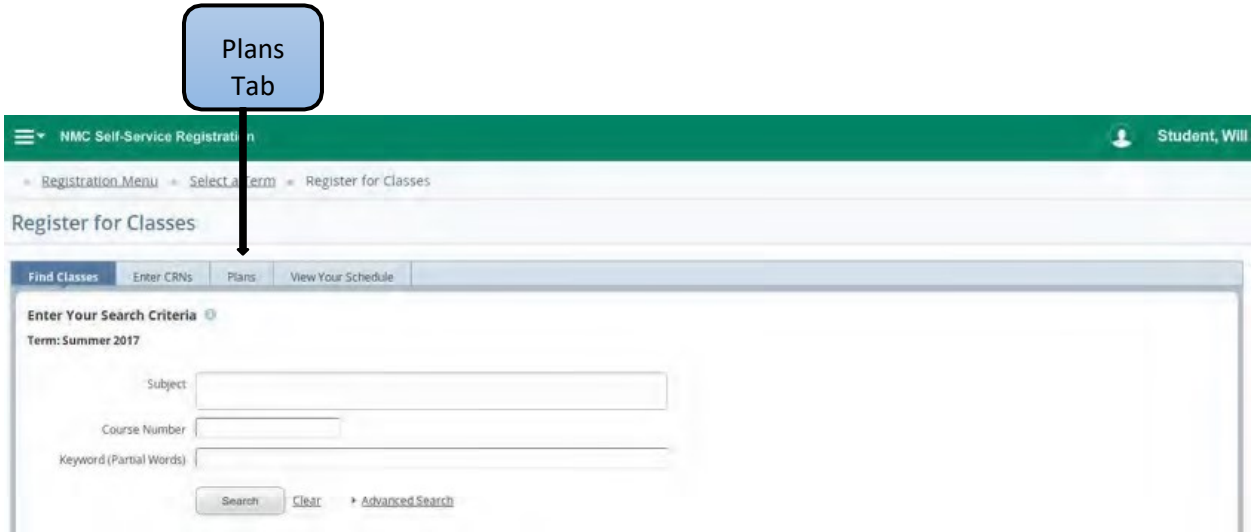 Plans
Tab
NMC Self-Service Registration
Student, Will
Registration Menu Select a Term Register for Classes
Register for Classes
Find Classes Enter CRNs Plans View Your Schedule
Enter Your Search Criteria
Term: Summer 2017
Subject
Course Number
Keyword (Partial Words)
Search Clear Advanced Search